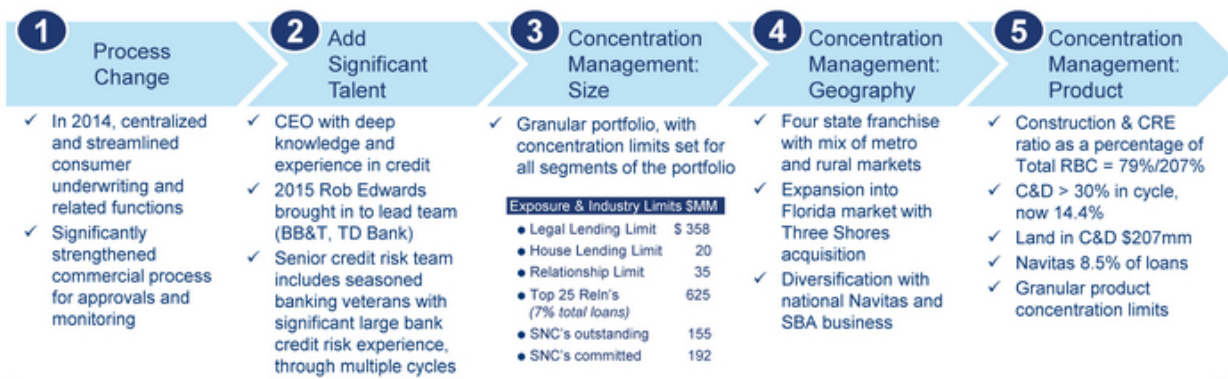 1
Process
Change
✓ In 2014, centralized
and streamlined
consumer
underwriting and
related functions
✓ Significantly
strengthened
commercial process
for approvals and
monitoring
2
Add
Significant
Talent
✓ CEO with deep
knowledge and
experience in credit
✓ 2015 Rob Edwards
brought in to lead team
(BB&T, TD Bank)
✓ Senior credit risk team
includes seasoned
banking veterans with
significant large bank
credit risk experience,
through multiple cycles
3
Concentration
Management:
Size
✓ Granular portfolio, with
concentration limits set for
all segments of the portfolio
Exposure & Industry Limits $MM
• Legal Lending Limit $ 358
• House Lending Limit 20
• Relationship Limit 35
• Top 25 Reln's 625
(7% total loans)
• SNC's outstanding 155
• SNC's committed 192
4
Concentration
Management:
Geography
✓ Four state franchise
with mix of metro
and rural markets
✓ Expansion into
Florida market with
Three Shores
acquisition
✓ Diversification with
national Navitas and
SBA business
5
Concentration
Management:
Product
✓ Construction & CRE
ratio as a percentage of
Total RBC = 79%/207%
✓ C&D > 30% in cycle,
now 14.4%
✓ Land in C&D $207mm
✓ Navitas 8.5% of loans
✓ Granular product
concentration limits